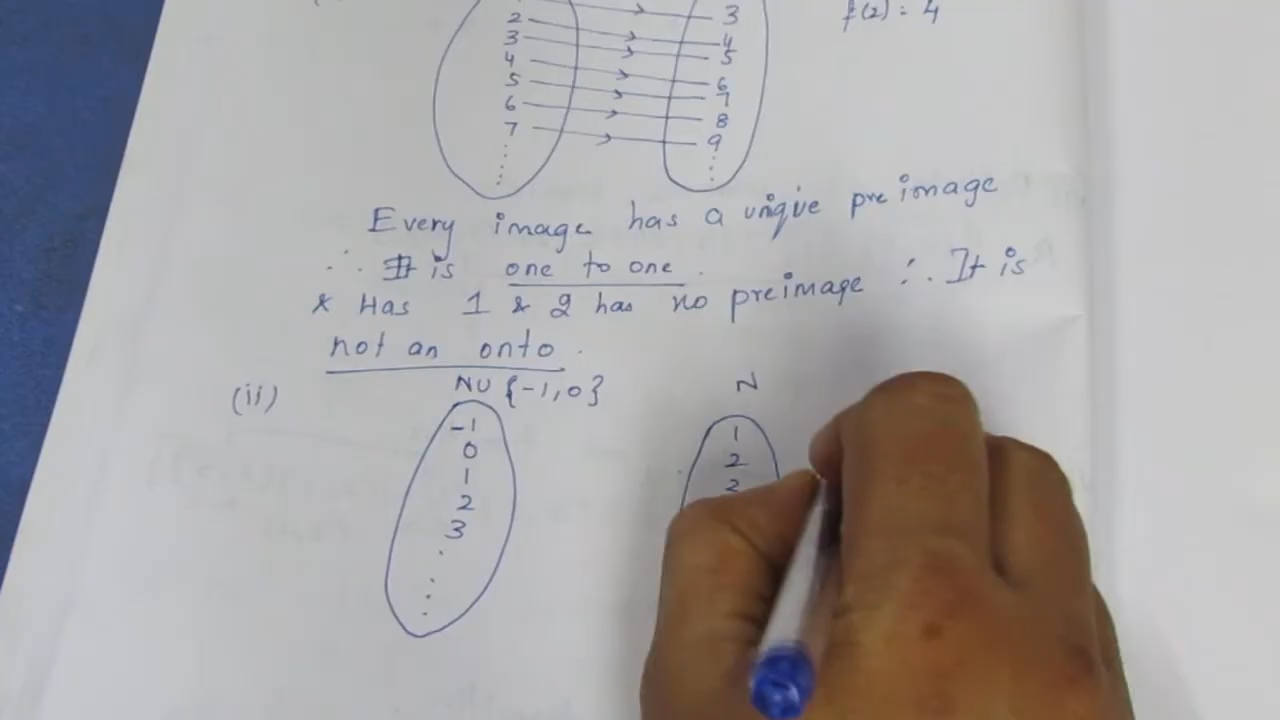 3 f(2) = 4
2 4
3 5
4 6
5 7
6 8
7 9
Every image has a unique preimage
∴ It is one to one.
& Has 1 & 2 has no preimage ∴ It is
not an onto.
(ii) NU {-1,0} N
-1 1
0 2
1
2
3